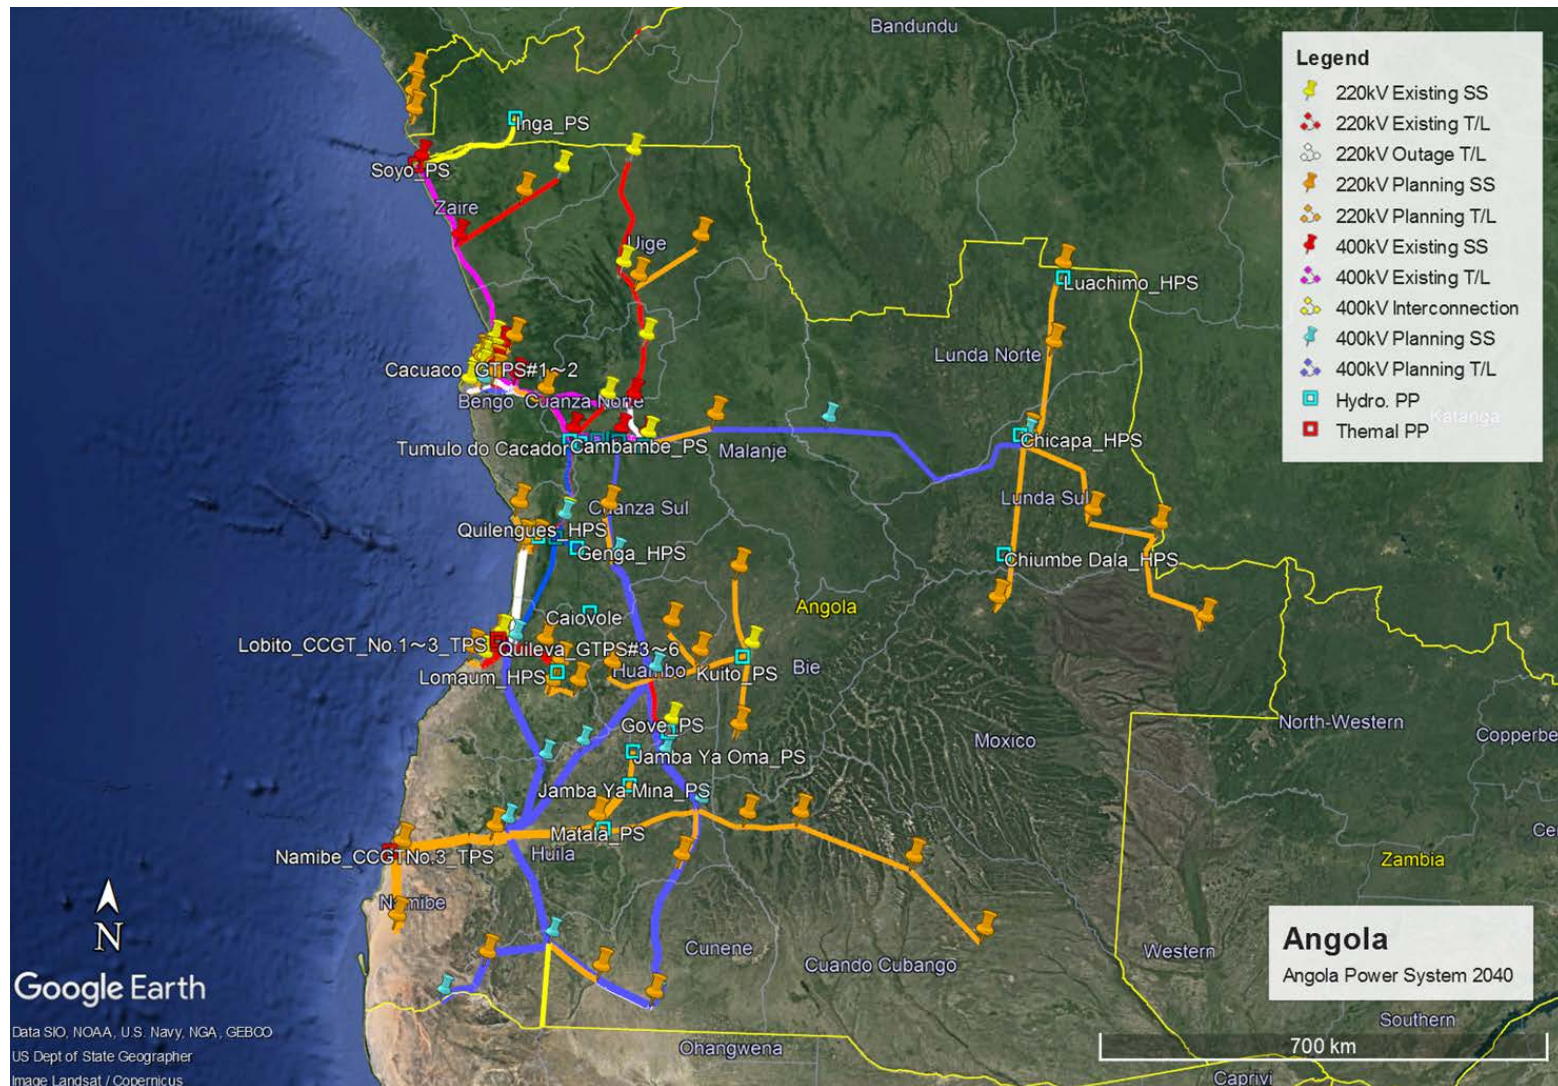 Bandundu
Legend
220kV Existing SS
220kV Existing T/L
220kV Outage T/L
220kV Planning SS
220kV Planning T/L
400kV Existing SS
400kV Existing T/L
400kV Interconnection
400kV Planning SS
400kV Planning T/L
Hydro. PP
Themal PP
Katanga
Inga_PS
Soyo_PS
Zaire
Uige
Luachimo_HPS
Lunda Norte
Cacuaco_GTPS#1～2
Bengo
Cuanza Norte
Tumulo do Cacador
Cambambe_PS
Malanje
Chicapa_HPS
Lunda Sul
Cuanza Sul
Quilengues_HPS
Genga_HPS
Chiumbe Dala_HPS
Angola
Caiovole
Lobito_CCGT_No.1～3_TPS
Quileva_GTPS#3～6
Lomaum_HPS
Huambo
Kuito_PS
Bie
Gove_PS
Moxico
North-Western
Copperbe
Jamba Ya Oma_PS
Jamba Ya Mina_PS
Matala_PS
Namibe_CCGTNo.3_TPS
Huila
Ce
Zambia
Namibe
N
Cunene
Cuando Cubango
Western
Angola
Angola Power System 2040
Google Earth
Data SIO, NOAA, U.S. Navy, NGA, GEBCO
US Dept of State Geographer
Image Landsat / Copernicus
Ohangwena
Southern
700 km
Caprivi